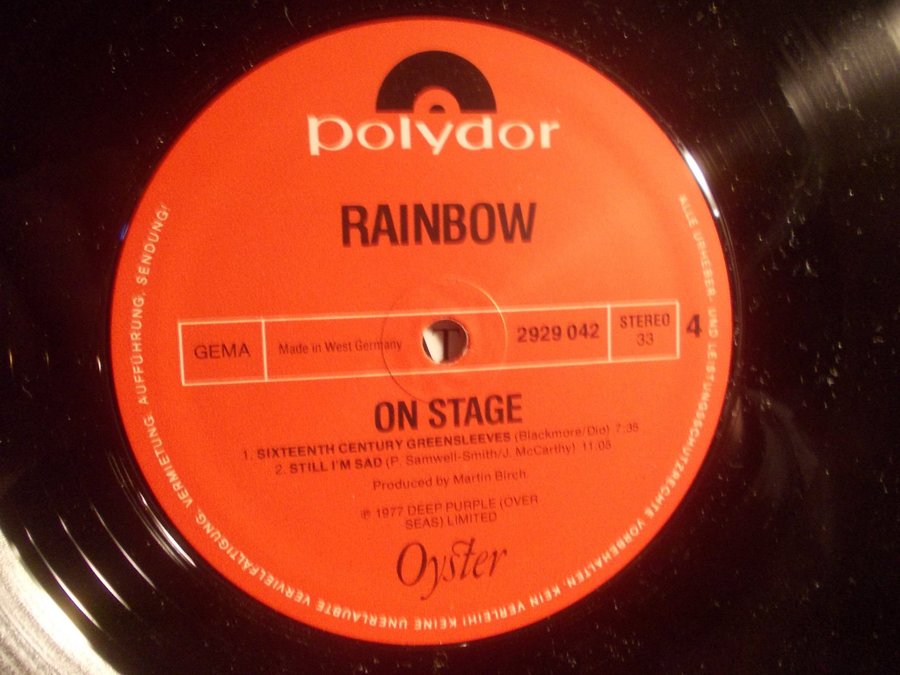 polydor
RAINBOW
GEMA
Made in West Germany
2929 042
STEREO
33
4
ON STAGE
1. SIXTEENTH CENTURY GREENSLEEVES (Blackmore/Dio) 7:35
2. STILL I'M SAD (P. Samwell-Smith/J. McCarthy) 11:05
Produced by Martin Birch
℗ 1977 DEEP PURPLE (OVER
SEAS) LIMITED
Oyster
ALLE URHEBER- UND LEISTUNGSSCHUTZRECHTE VORBEHALTEN. KEIN VERLEIH! KEINE UNERLAUBTE VERVIELFÄLTIGUNG, VERMIETUNG, AUFFÜHRUNG, SENDUNG!